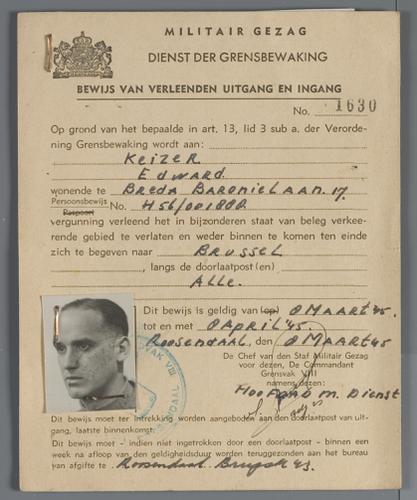 MILITAIR GEZAG
DIENST DER GRENSBEWAKING
BEWIJS VAN VERLEENDEN UITGANG EN INGANG
No. 1630
Op grond van het bepaalde in art. 13, lid 3 sub a. der Verorde-
ning Grensbewaking wordt aan:
KEIZER
EDWARD
wonende te BREDA BARONIELAAN 17.
Persoonsbewijs
Paspoort No. H56/001800
vergunning verleend het in bijzonderen staat van beleg verkee-
rende gebied te verlaten en weder binnen te komen ten einde
zich te begeven naar BRUSSEL
, langs de doorlaatpost (en)
ALLE.
Dit bewijs is geldig van (op) MAART '45
tot en met APRIL '45.
ROOSENDAAL, den MAART 45
De Chef van den Staf Militair Gezag
voor dezen, De Commandant
Grensvak VIII
namens dezen:
Dienst
VAK VIII
Dit bewijs moet ter intrekking worden aangeboden aan den doorlaatpost van uit-
gang, laatste binnenkomst:
Dit bewijs moet - indien niet ingetrokken door een doorlaatpost - binnen een
week na afloop van den geldigheidsduur worden teruggezonden aan het bureau
van afgifte te Roosendaal